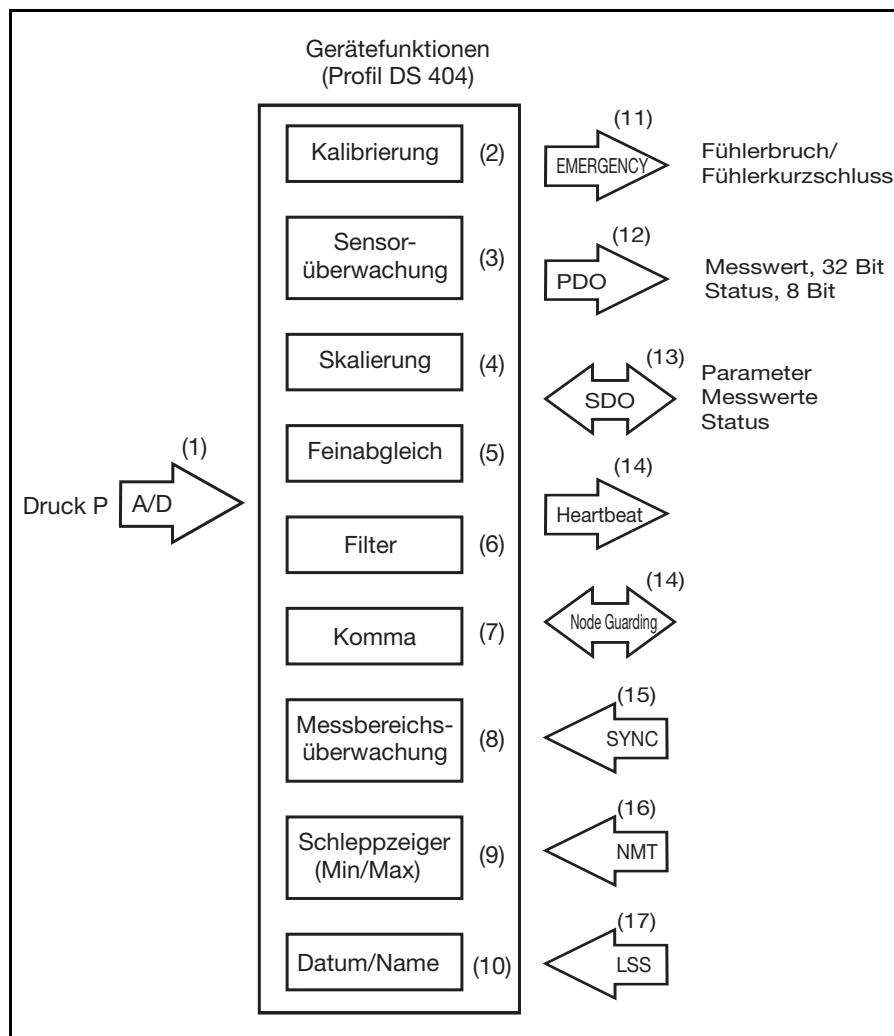 Gerätefunktionen
(Profil DS 404)
Kalibrierung (2)
Sensor-
überwachung (3)
Skalierung (4)
Feinabgleich (5)
Filter (6)
Komma (7)
Messbereichs-
überwachung (8)
Schleppzeiger
(Min/Max) (9)
Datum/Name (10)
(1)
Druck P A/D
(11)
EMERGENCY
Fühlerbruch/
Fühlerkurzschluss
(12)
PDO
Messwert, 32 Bit
Status, 8 Bit
(13)
SDO
Parameter
Messwerte
Status
(14)
Heartbeat
(14)
Node Guarding
(15)
SYNC
(16)
NMT
(17)
LSS